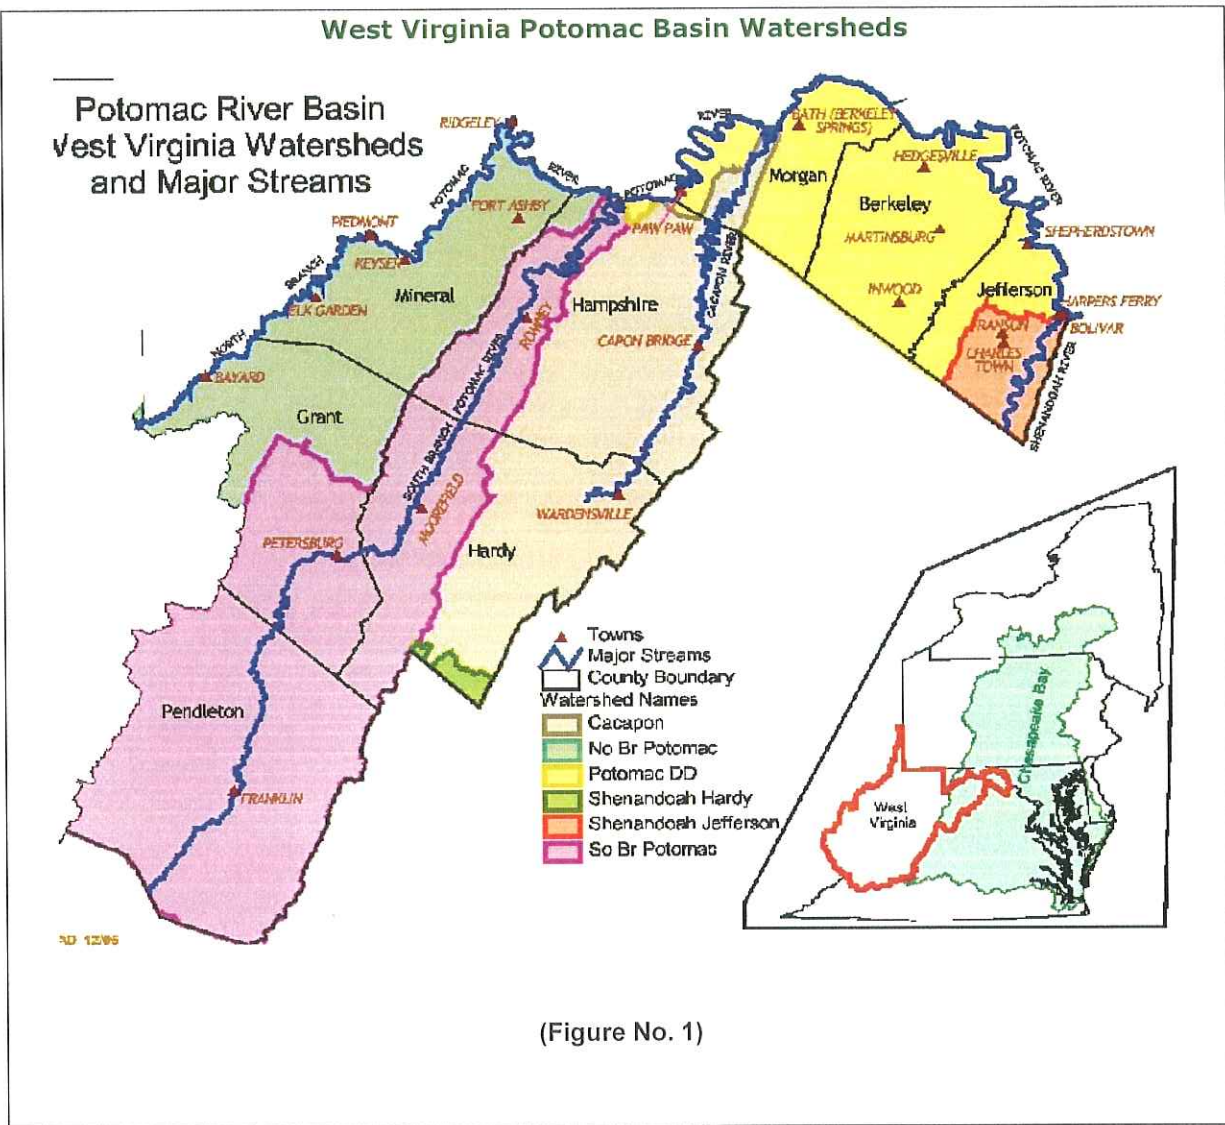 West Virginia Potomac Basin Watersheds
Potomac River Basin
West Virginia Watersheds
and Major Streams
RIDGELEY
RIVER
BATH (BERKELEY
SPRINGS)
POTOMAC RIVER
HEDGESVILLE
POTOMAC
RIVER
POTOMAC
Morgan
Berkeley
FORT ASHBY
PIEDMONT
PAW PAW
MARTINSBURG
SHEPHERDSTOWN
KEYSER
BRANCH
Mineral
ELK GARDEN
Hampshire
CACAPON RIVER
INWOOD
Jefferson
HARPERS FERRY
ROMNEY
CAPON BRIDGE
RANSON
BOLIVAR
NORTH
CHARLES
TOWN
BAYARD
SHENANDOAH RIVER
Grant
SOUTH BRANCH POTOMAC RIVER
MOOREFIELD
WARDENSVILLE
PETERSBURG
Hardy
Towns
Major Streams
County Boundary
Watershed Names
Cacapon
No Br Potomac
Potomac DD
Shenandoah Hardy
Shenandoah Jefferson
So Br Potomac
Pendleton
FRANKLIN
Chesapeake Bay
West
Virginia
12/06
(Figure No. 1)